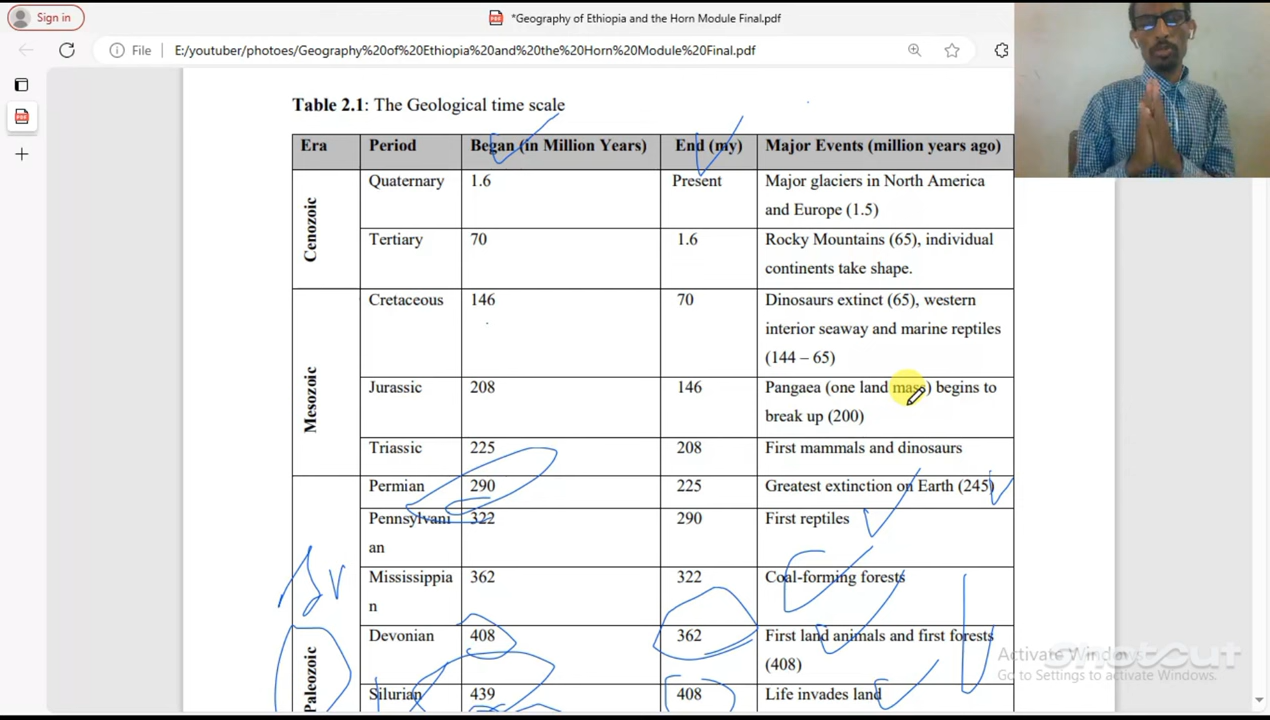 Sign in
*Geography of Ethiopia and the Horn Module Final.pdf
File
E:/youtuber/photoes/Geography%20of%20Ethiopia%20and%20the%20Horn%20Module%20Final.pdf
Table 2.1: The Geological time scale
Era Period Began (in Million Years) End (my) Major Events (million years ago)
Cenozoic
Quaternary 1.6 Present Major glaciers in North America
and Europe (1.5)
Tertiary 70 1.6 Rocky Mountains (65), individual
continents take shape.
Mesozoic
Cretaceous 146 70 Dinosaurs extinct (65), western
interior seaway and marine reptiles
(144 – 65)
Jurassic 208 146 Pangaea (one land mass) begins to
break up (200)
Triassic 225 208 First mammals and dinosaurs
Paleozoic
Permian 290 225 Greatest extinction on Earth (245)
Pennsylvani 322 290 First reptiles
an
Mississippia 362 322 Coal-forming forests
n
Devonian 408 362 First land animals and first forests
(408)
Silurian 439 408 Life invades land
Activate Windows
Go to Settings to activate Windows.
shotcut